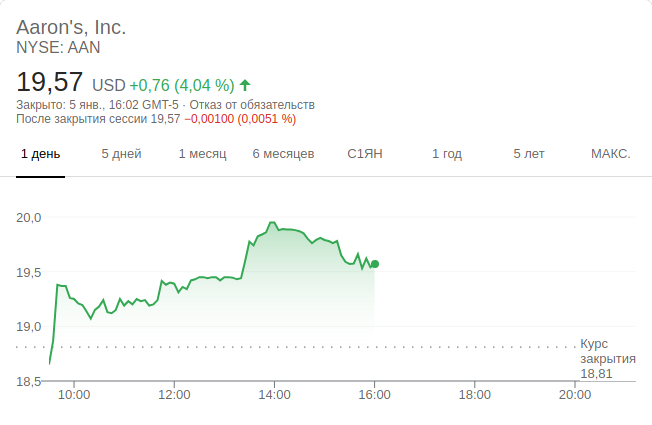 Aaron's, Inc.
NYSE: AAN
19,57 USD +0,76 (4,04 %)
Закрыто: 5 янв., 16:02 GMT-5 · Отказ от обязательств
После закрытия сессии 19,57 −0,00100 (0,0051 %)
1 день 5 дней 1 месяц 6 месяцев С1ЯН 1 год 5 лет МАКС.
20,0
19,5
19,0
Курс
закрытия
18,81
18,5
10:00 12:00 14:00 16:00 18:00 20:00